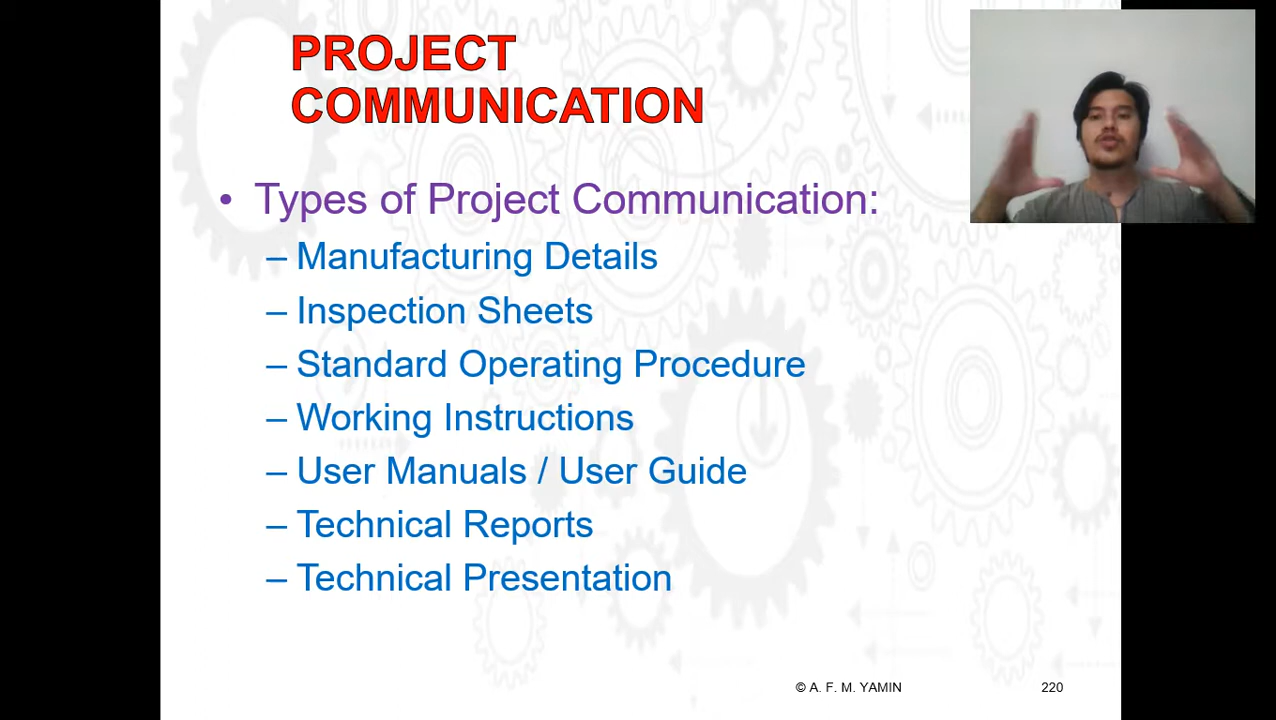 PROJECT
COMMUNICATION
• Types of Project Communication:
– Manufacturing Details
– Inspection Sheets
– Standard Operating Procedure
– Working Instructions
– User Manuals / User Guide
– Technical Reports
– Technical Presentation
© A. F. M. YAMIN
220